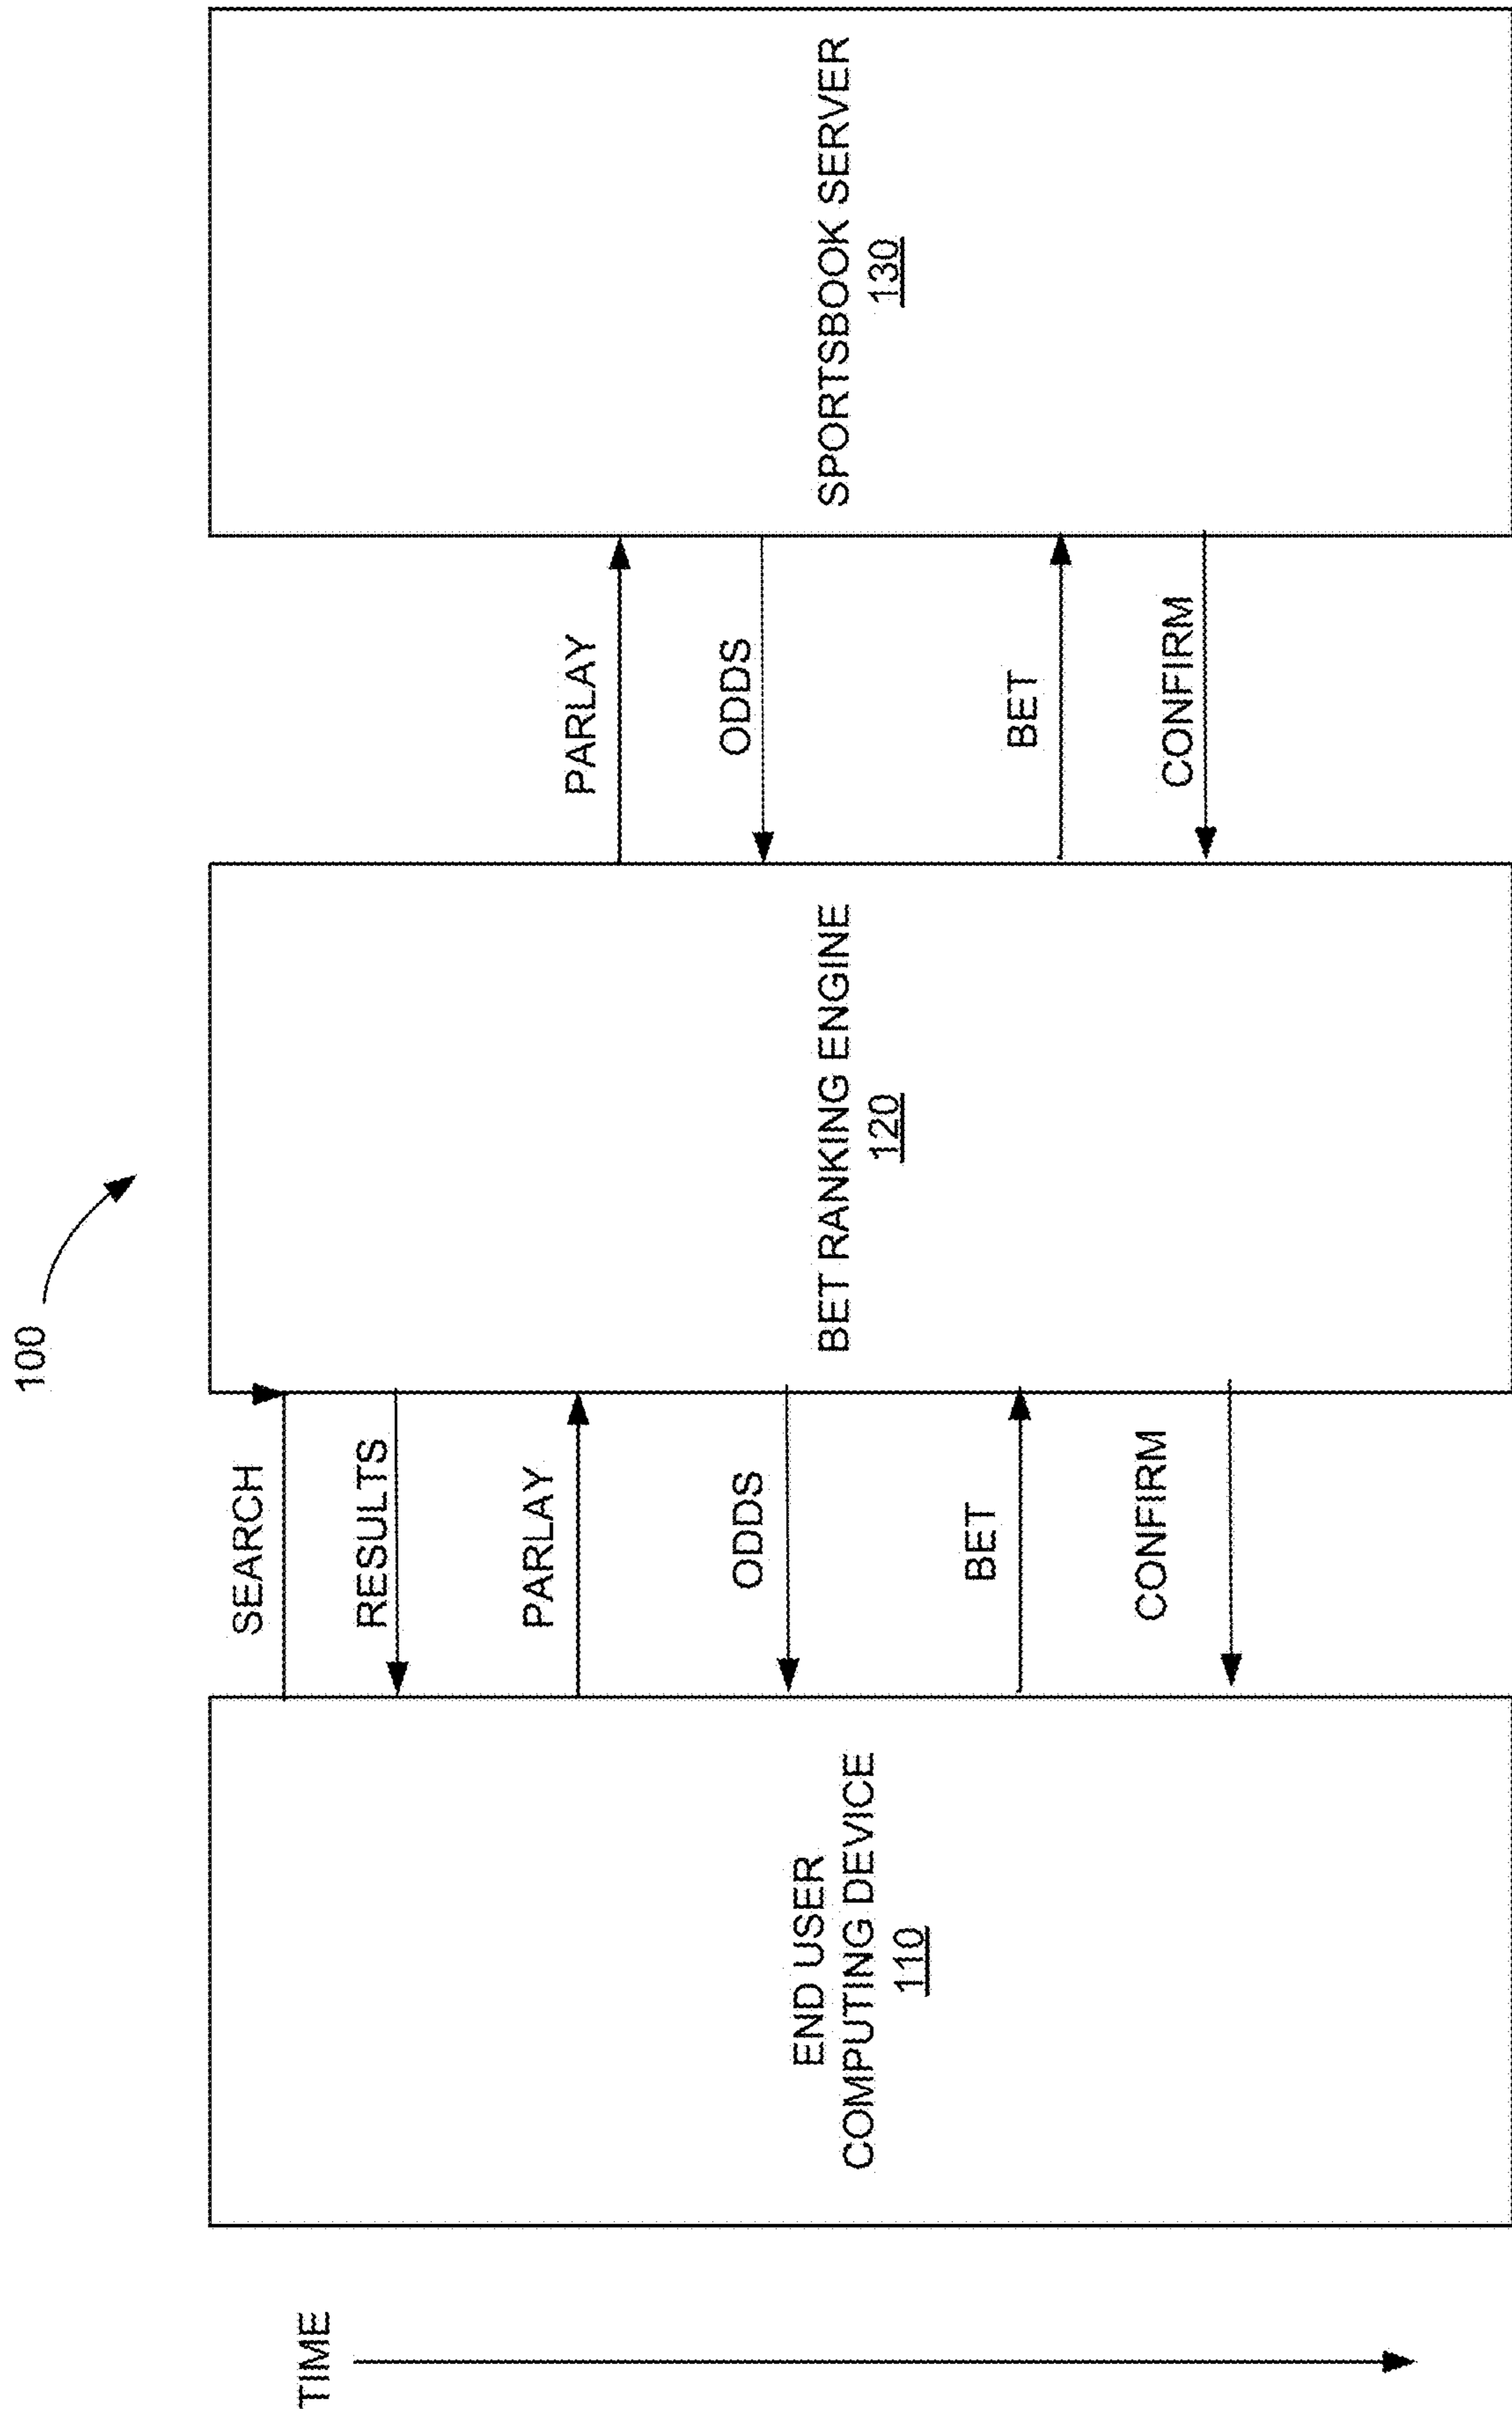 100
TIME
SEARCH
RESULTS
PARLAY
PARLAY
ODDS
ODDS
END USER
COMPUTING DEVICE
110
BET RANKING ENGINE
120
SPORTSBOOK SERVER
130
BET
BET
CONFIRM
CONFIRM